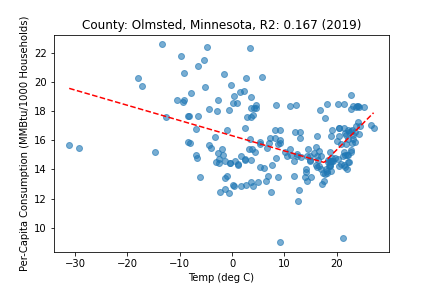 County: Olmsted, Minnesota, R2: 0.167 (2019)
Per-Capita Consumption (MMBtu/1000 Households)
22
20
18
16
14
12
10
−30 −20 −10 0 10 20
Temp (deg C)